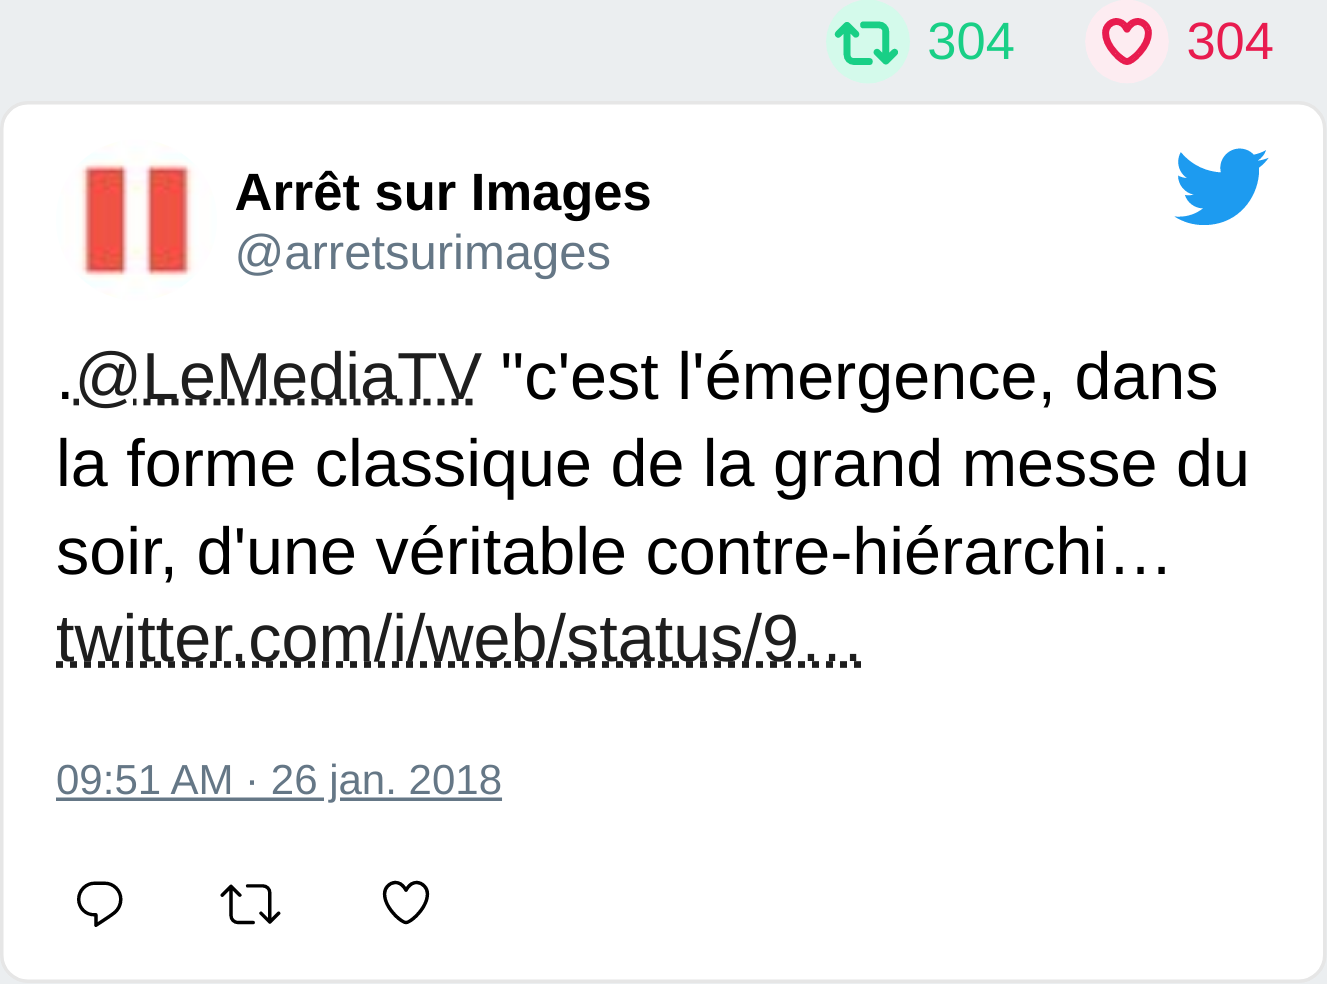 304 304
Arrêt sur Images
@arretsurimages
.@LeMediaTV "c'est l'émergence, dans
la forme classique de la grand messe du
soir, d'une véritable contre-hiérarchi…
twitter.com/i/web/status/9…
09:51 AM · 26 jan. 2018